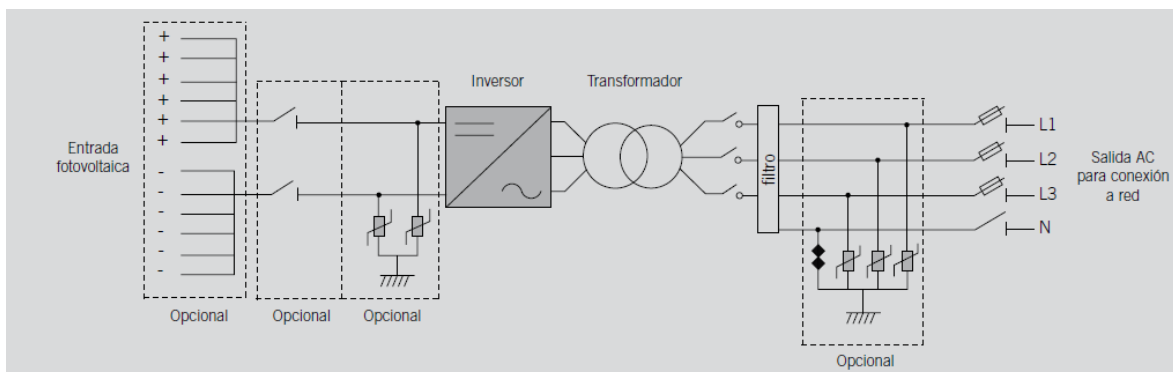 Entrada
fotovoltaica
+
+
+
+
+
+
-
-
-
-
-
-
Opcional
Opcional
Opcional
Inversor
Transformador
filtro
Opcional
L1
L2
L3
N
Salida AC
para conexión
a red